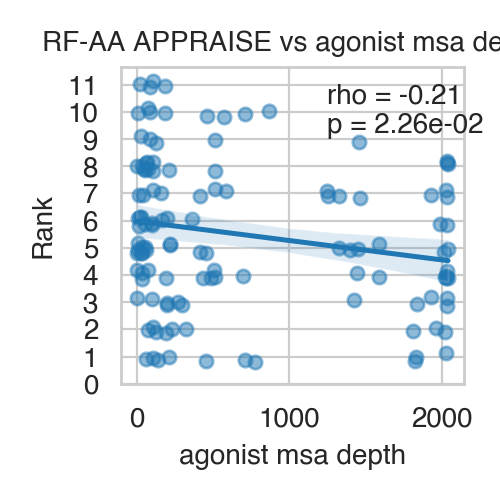 RF-AA APPRAISE vs agonist msa de
rho = -0.21
p = 2.26e-02
11
10
9
8
7
6
5
4
3
2
1
0
Rank
0 1000 2000
agonist msa depth